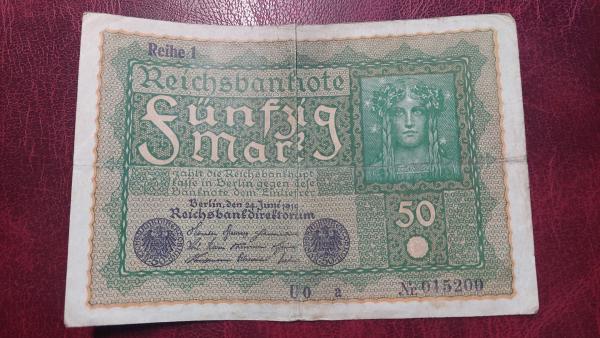 Reihe 1
Reichsbanknote
Fünfzig
Mark
zahlt die Reichsbankhaupt
kasse in Berlin gegen diese
Banknote dem Einlieferer
Berlin, den 24. Juni 1919
Reichsbankdirektorium
50
U0 a
Nr. 015200